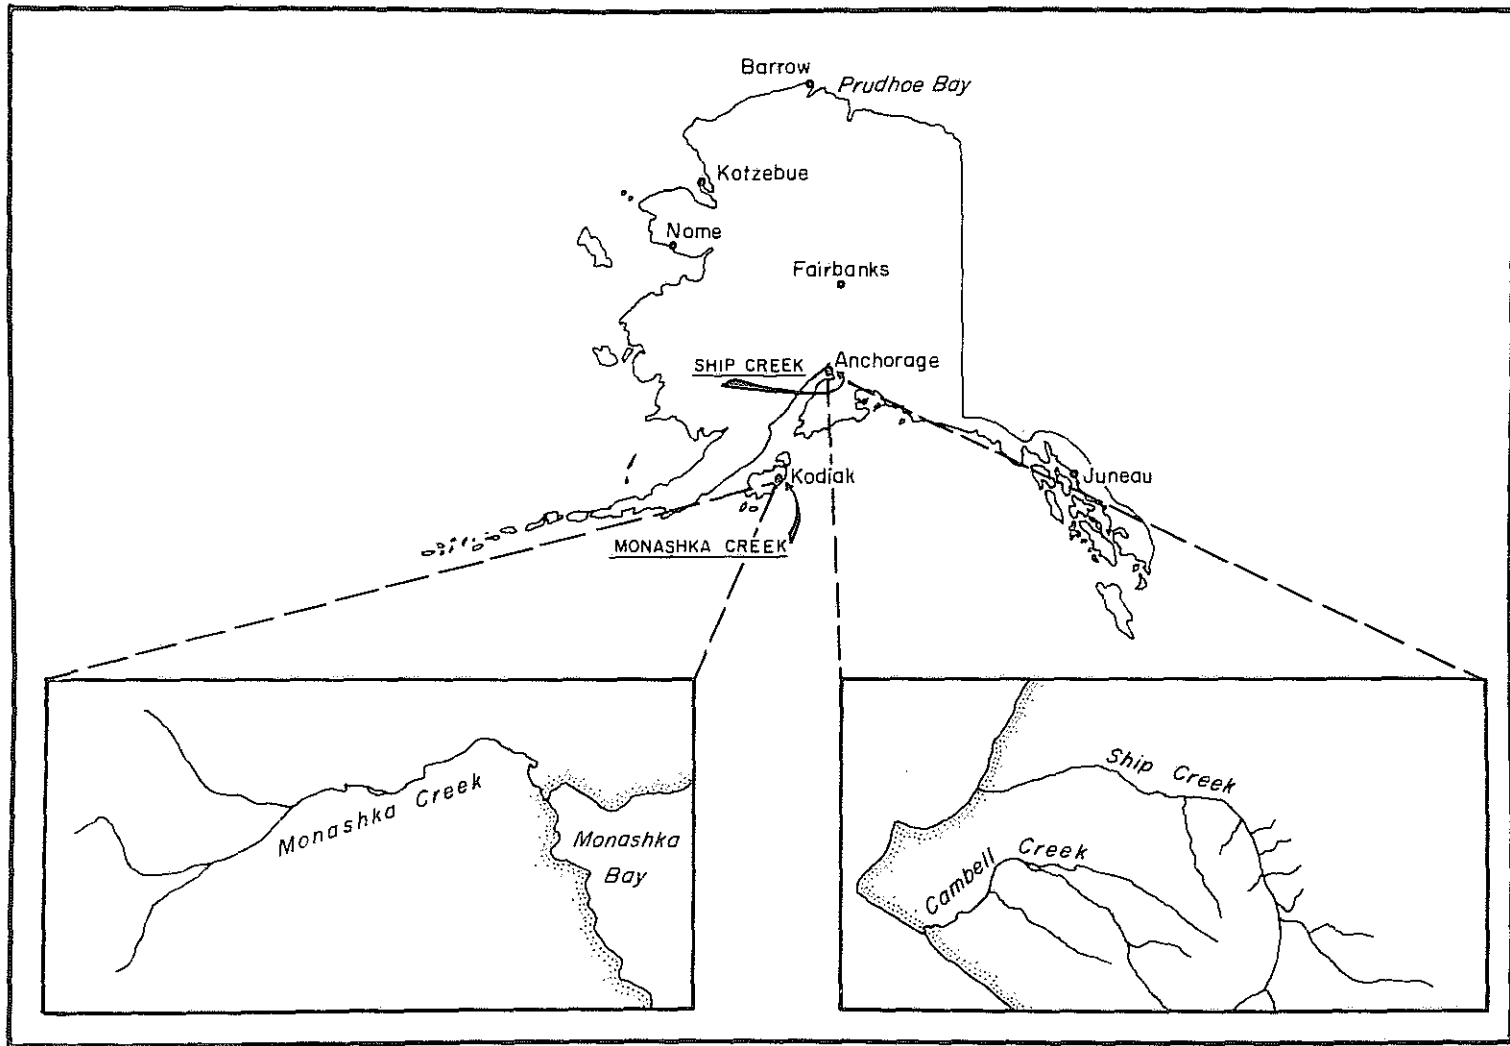 Barrow
Prudhoe Bay
Kotzebue
Nome
Fairbanks
Anchorage
SHIP CREEK
Juneau
Kodiak
MONASHKA CREEK
Monashka Creek
Monashka
Bay
Ship Creek
Cambell Creek